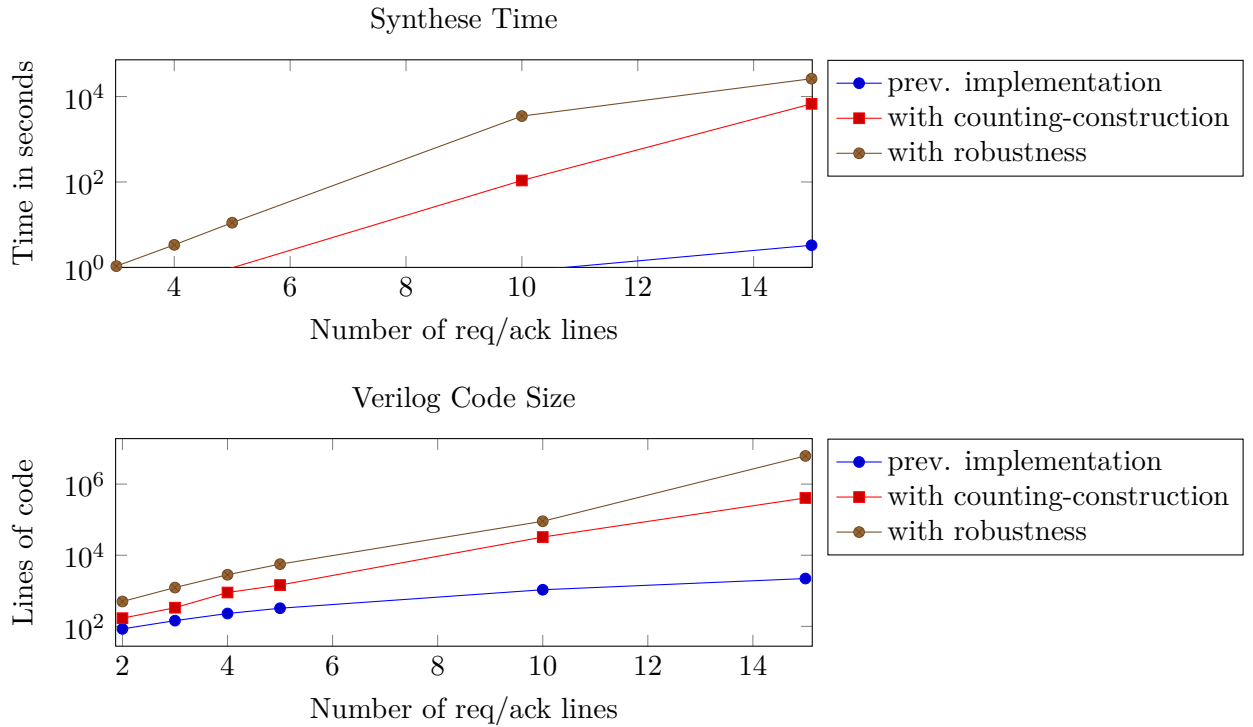 Synthese Time
Time in seconds
10^4
10^2
10^0
4 6 8 10 12 14
Number of req/ack lines
prev. implementation
with counting-construction
with robustness
Verilog Code Size
Lines of code
10^6
10^4
10^2
2 4 6 8 10 12 14
Number of req/ack lines
prev. implementation
with counting-construction
with robustness